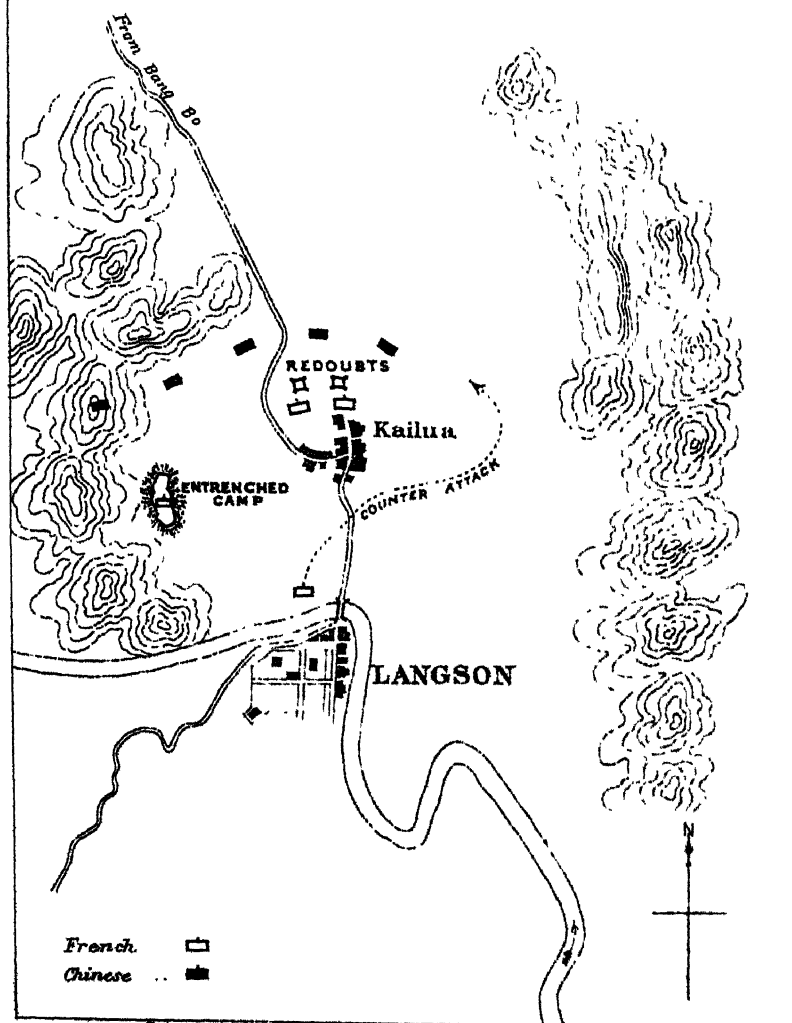 From Bang Bo
REDOUBTS
Kailua
ENTRENCHED
CAMP
COUNTER ATTACK
LANGSON
N
French
Chinese ..